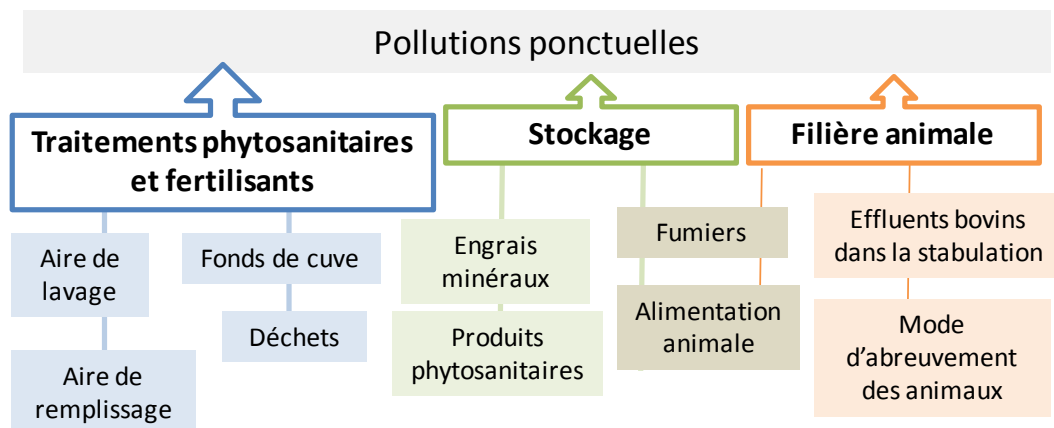 Pollutions ponctuelles
Traitements phytosanitaires
et fertilisants
Stockage
Filière animale
Aire de
lavage
Aire de
remplissage
Fonds de cuve
Déchets
Engrais
minéraux
Produits
phytosanitaires
Fumiers
Alimentation
animale
Effluents bovins
dans la stabulation
Mode
d'abreuvement
des animaux